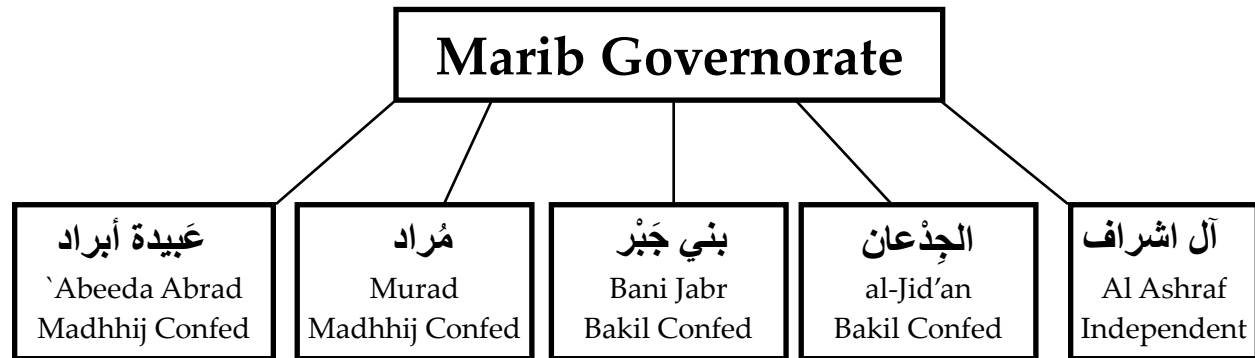 Marib Governorate
عَبيدة أبراد
`Abeeda Abrad
Madhhij Confed
مُراد
Murad
Madhhij Confed
بني جَبْر
Bani Jabr
Bakil Confed
الجِدْعان
al-Jid'an
Bakil Confed
آل اشراف
Al Ashraf
Independent